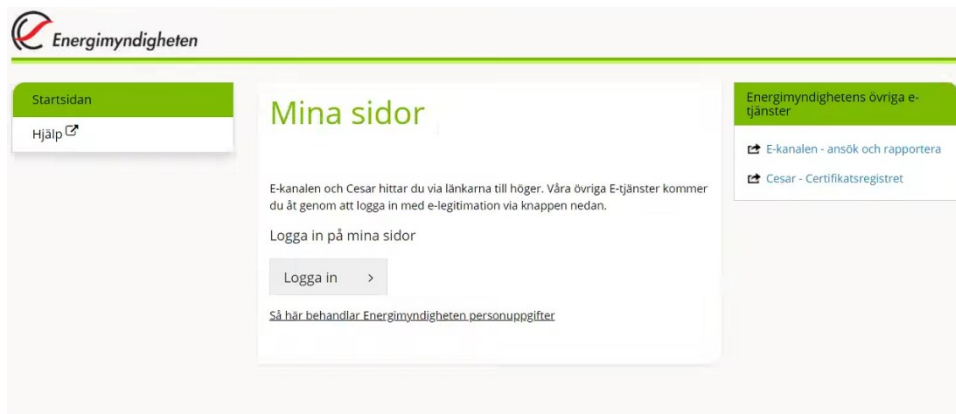 Energimyndigheten
Startsidan
Hjälp
Mina sidor
E-kanalen och Cesar hittar du via länkarna till höger. Våra övriga E-tjänster kommer
du åt genom att logga in med e-legitimation via knappen nedan.
Logga in på mina sidor
Logga in
Så här behandlar Energimyndigheten personuppgifter
Energimyndighetens övriga e-
tjänster
E-kanalen - ansök och rapportera
Cesar - Certifikatsregistret